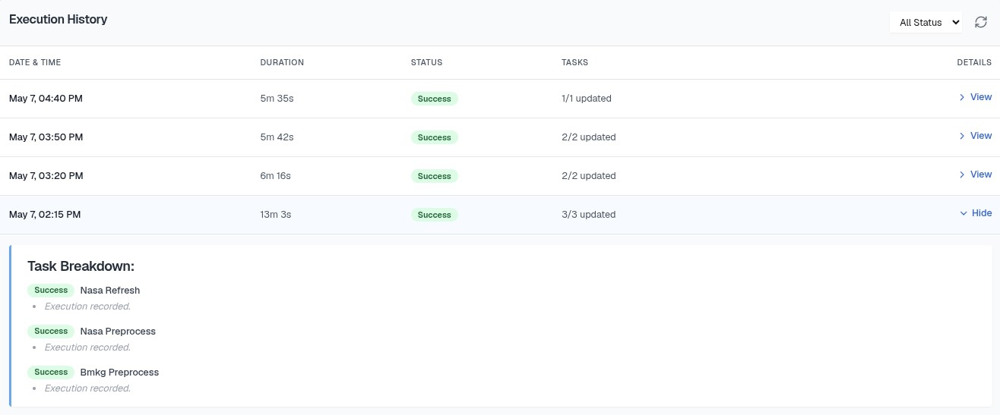 Execution History
All Status
DATE & TIME DURATION STATUS TASKS DETAILS
May 7, 04:40 PM 5m 35s Success 1/1 updated View
May 7, 03:50 PM 5m 42s Success 2/2 updated View
May 7, 03:20 PM 6m 16s Success 2/2 updated View
May 7, 02:15 PM 13m 3s Success 3/3 updated Hide
Task Breakdown:
Success Nasa Refresh
• Execution recorded.
Success Nasa Preprocess
• Execution recorded.
Success Bmkg Preprocess
• Execution recorded.